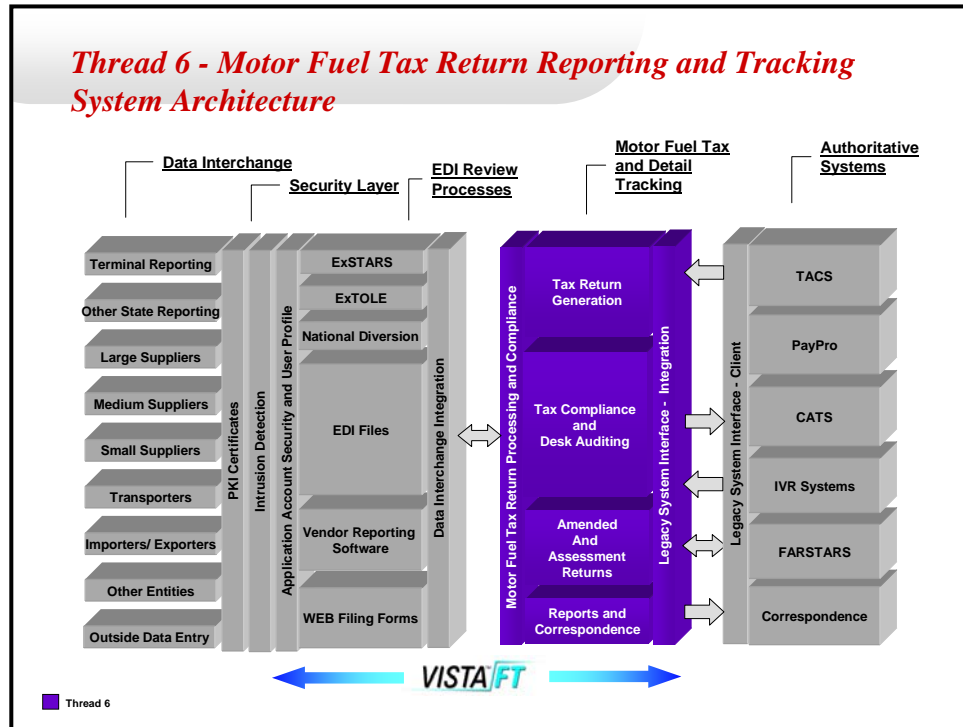 Thread 6 - Motor Fuel Tax Return Reporting and Tracking
System Architecture
Data Interchange
Security Layer
EDI Review
Processes
Motor Fuel Tax
and Detail
Tracking
Authoritative
Systems
Terminal Reporting
Other State Reporting
Large Suppliers
Medium Suppliers
Small Suppliers
Transporters
Importers/ Exporters
Other Entities
Outside Data Entry
PKI Certificates
Intrusion Detection
Application Account Security and User Profile
ExSTARS
ExTOLE
National Diversion
EDI Files
Vendor Reporting
Software
WEB Filing Forms
Data Interchange Integration
Motor Fuel Tax Return Processing and Compliance
Tax Return
Generation
Tax Compliance
and
Desk Auditing
Amended
And
Assessment
Returns
Reports and
Correspondence
Legacy System Interface - Integration
Legacy System Interface - Client
TACS
PayPro
CATS
IVR Systems
FARSTARS
Correspondence
VISTA™/FT
Thread 6